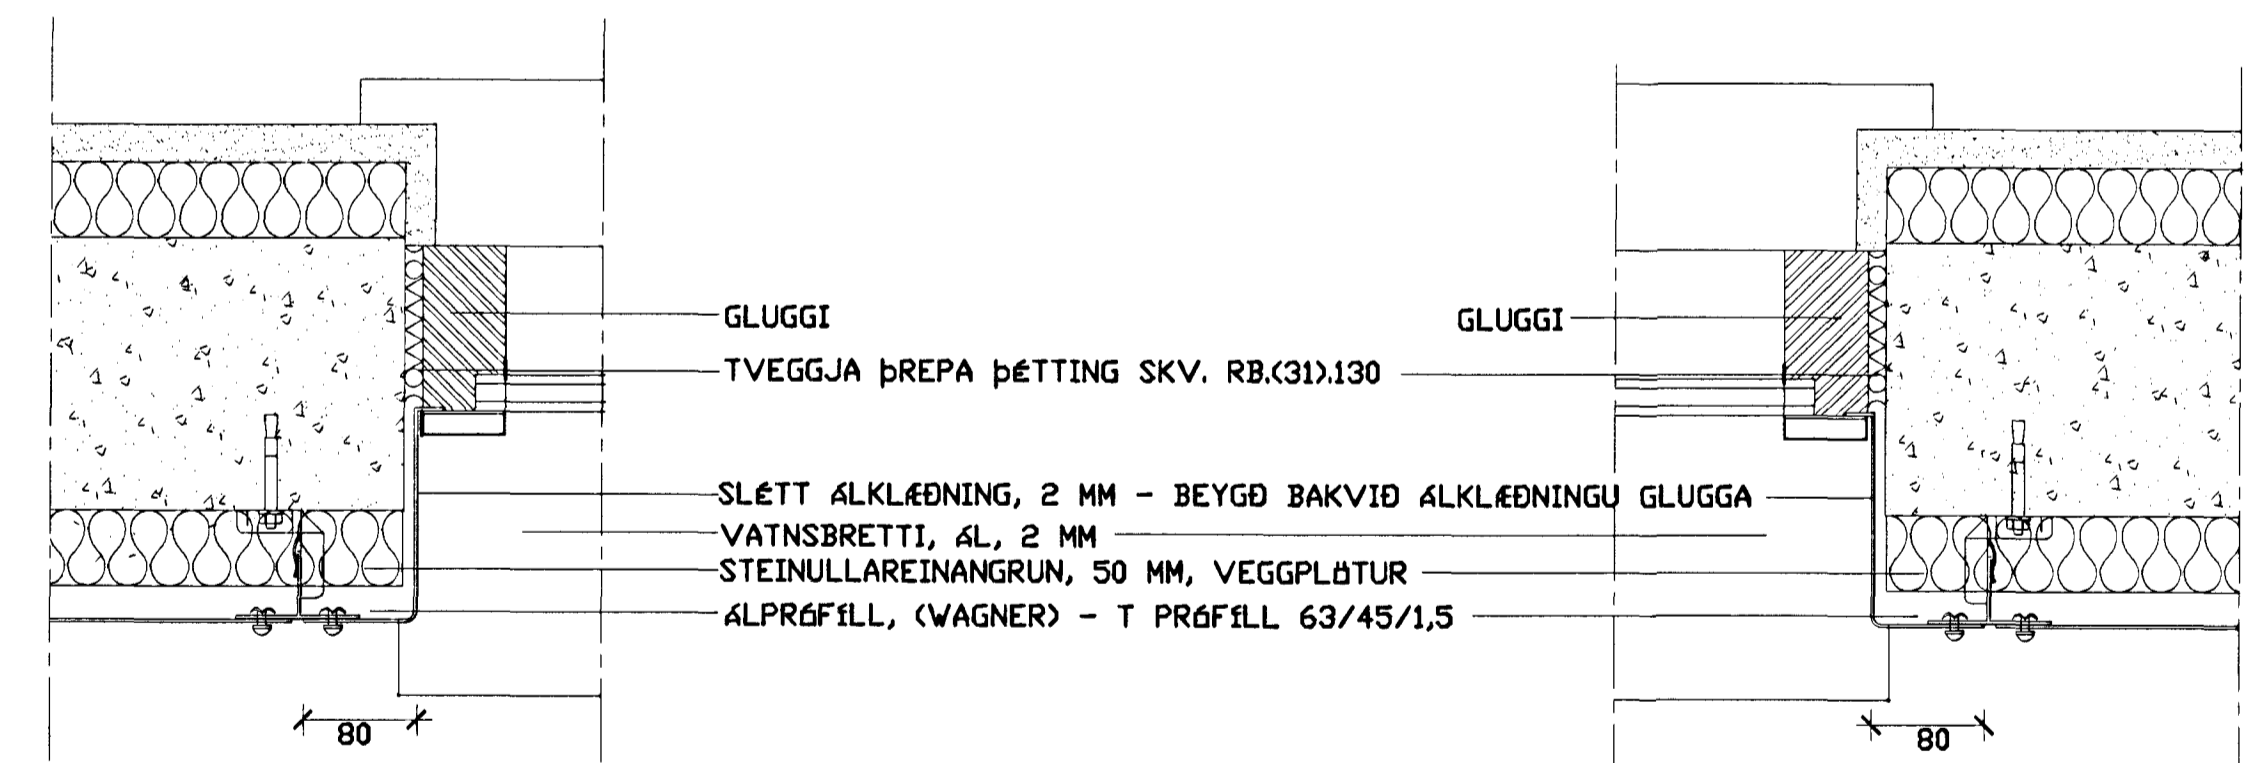 GLUGGI
GLUGGI
TVEGGJA ÞREPA ÞÉTTING SKV. RB.(31).130
SLÉTT ÁLKLÆÐNING, 2 MM - BEYGÐ BAKVIÐ ÁLKLÆÐNINGU GLUGGA
VATNSBRETTI, ÁL, 2 MM
STEINULLAREINANGRUN, 50 MM, VEGGPLÖTUR
ÁLPRÓFÍLL, (WAGNER) - T PRÓFÍLL 63/45/1,5
80
80